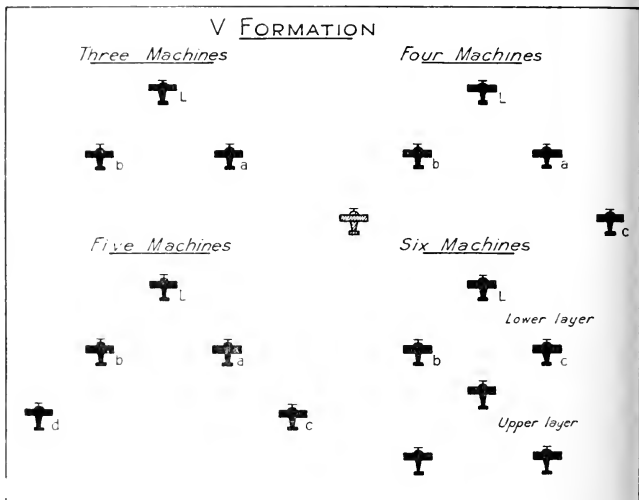 V FORMATION
Three Machines
Four Machines
L
L
b
a
b
a
c
Five Machines
Six Machines
L
L
Lower layer
b
a
b
c
d
c
Upper layer